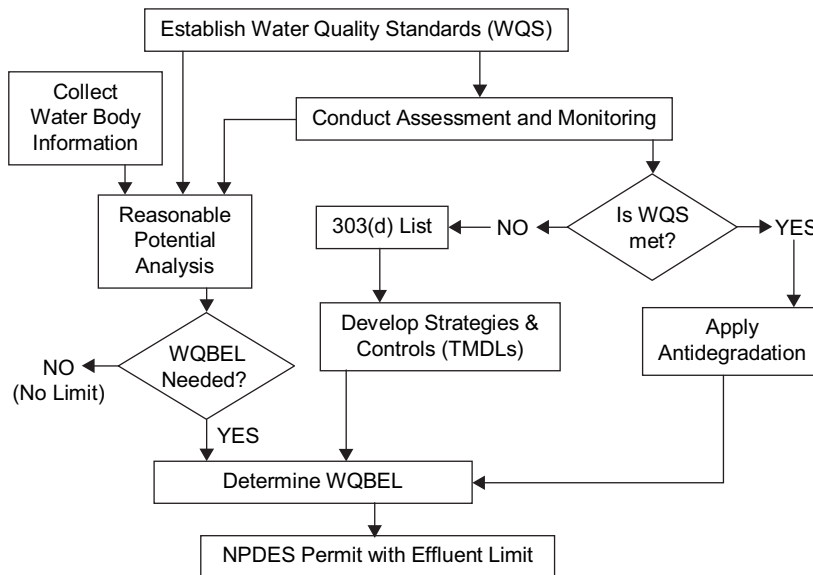 Establish Water Quality Standards (WQS)
Collect
Water Body
Information
Conduct Assessment and Monitoring
Reasonable
Potential
Analysis
303(d) List
NO
Is WQS
met?
YES
Develop Strategies &
Controls (TMDLs)
Apply
Antidegradation
WQBEL
Needed?
NO
(No Limit)
YES
Determine WQBEL
NPDES Permit with Effluent Limit